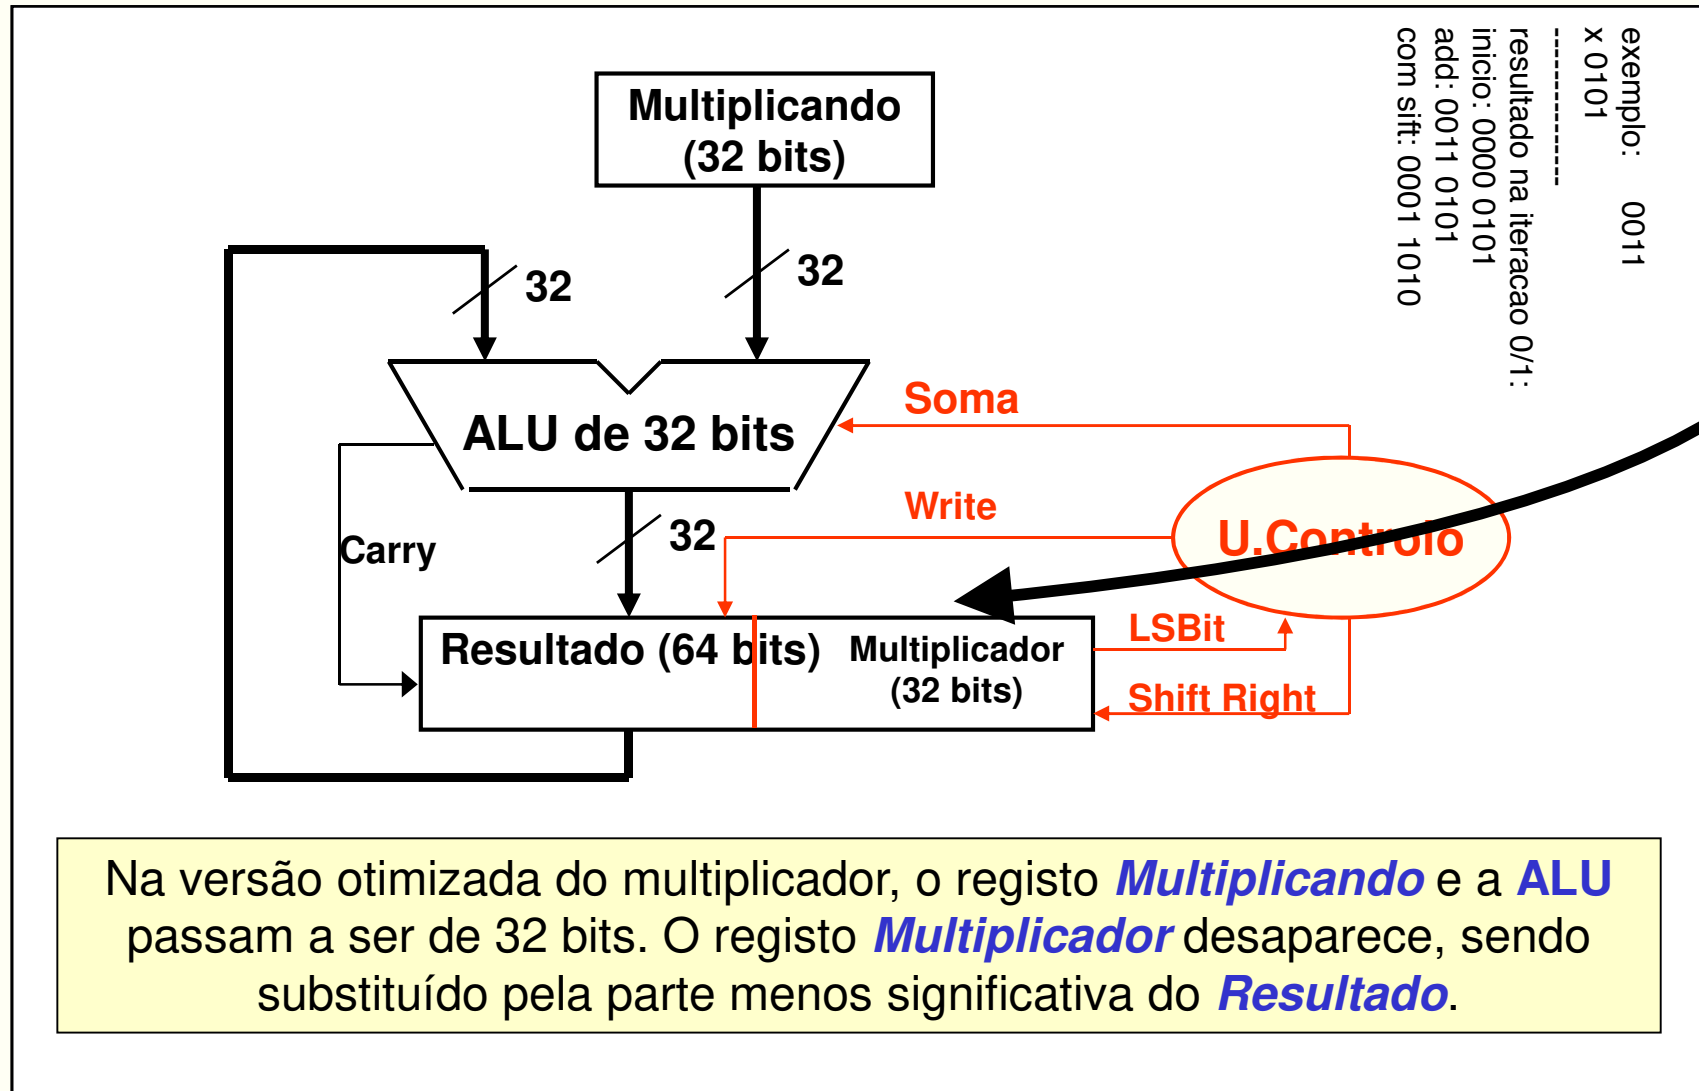 Multiplicando
(32 bits)
32
32
ALU de 32 bits
Soma
Write
32
Carry
U.Controlo
Resultado (64 bits)
Multiplicador
(32 bits)
LSBit
Shift Right
exemplo: 0011
x 0101
---------------
resultado na iteracao 0/1:
inicio: 0000 0101
add: 0011 0101
com sift: 0001 1010
Na versão otimizada do multiplicador, o registo Multiplicando e a ALU
passam a ser de 32 bits. O registo Multiplicador desaparece, sendo
substituído pela parte menos significativa do Resultado.